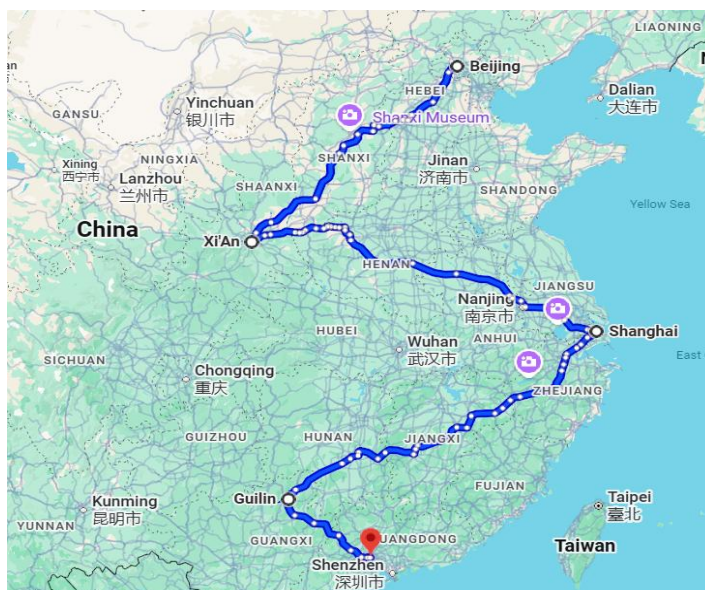 LIAONING
Beijing
HEBEI
Dalian
大连市
Yinchuan
银川市
GANSU
Shanxi Museum
SHANXI
NINGXIA
Xining
西宁市
Lanzhou
兰州市
Jinan
济南市
SHAANXI
SHANDONG
Yellow Sea
China
Xi'An
HENAN
JIANGSU
Nanjing
南京市
Shanghai
HUBEI
ANHUI
Wuhan
武汉市
SICHUAN
Chongqing
重庆
ZHEJIANG
GUIZHOU
HUNAN
JIANGXI
FUJIAN
Guilin
Kunming
昆明市
YUNNAN
GUANGXI
UANGDONG
Shenzhen
深圳市
Taipei
臺北
Taiwan